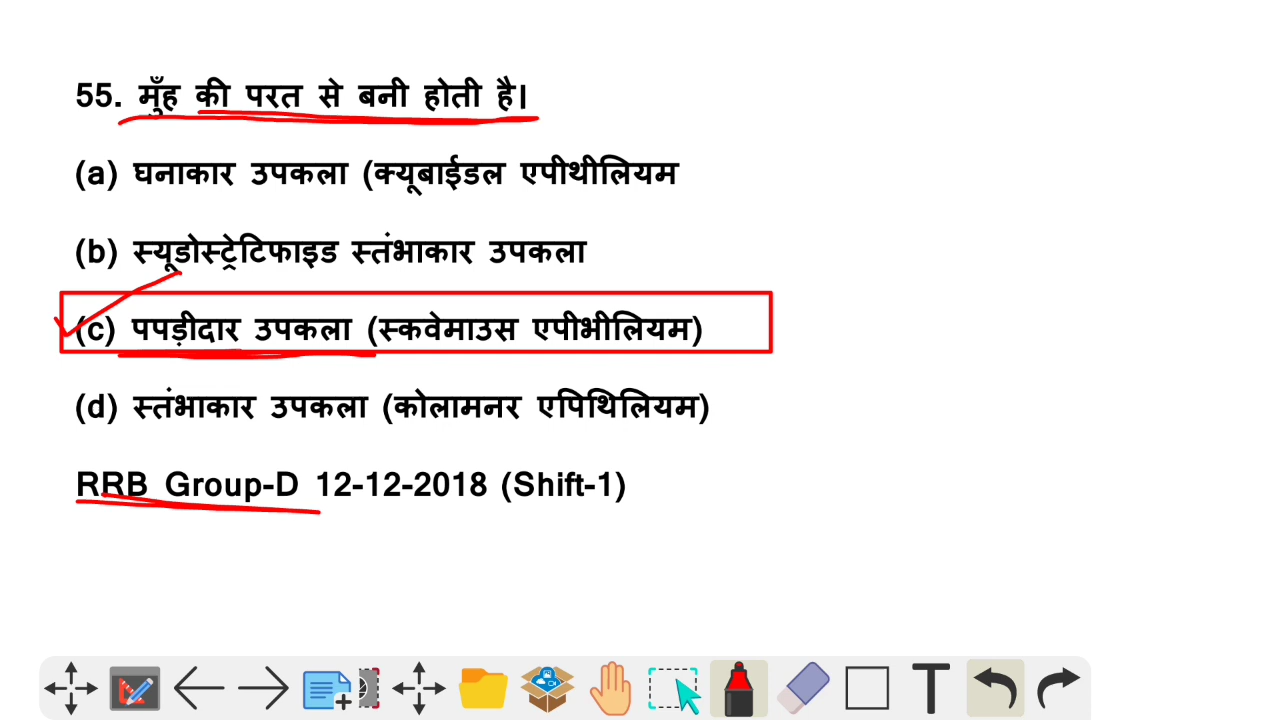 55. मुँह की परत से बनी होती है।
(a) घनाकार उपकला (क्यूबाईडल एपीथीलियम
(b) स्यूडोस्ट्रेटिफाइड स्तंभाकार उपकला
(c) पपड़ीदार उपकला (स्कवेमाउस एपीभीलियम)
(d) स्तंभाकार उपकला (कोलामनर एपिथिलियम)
RRB Group-D 12-12-2018 (Shift-1)
T